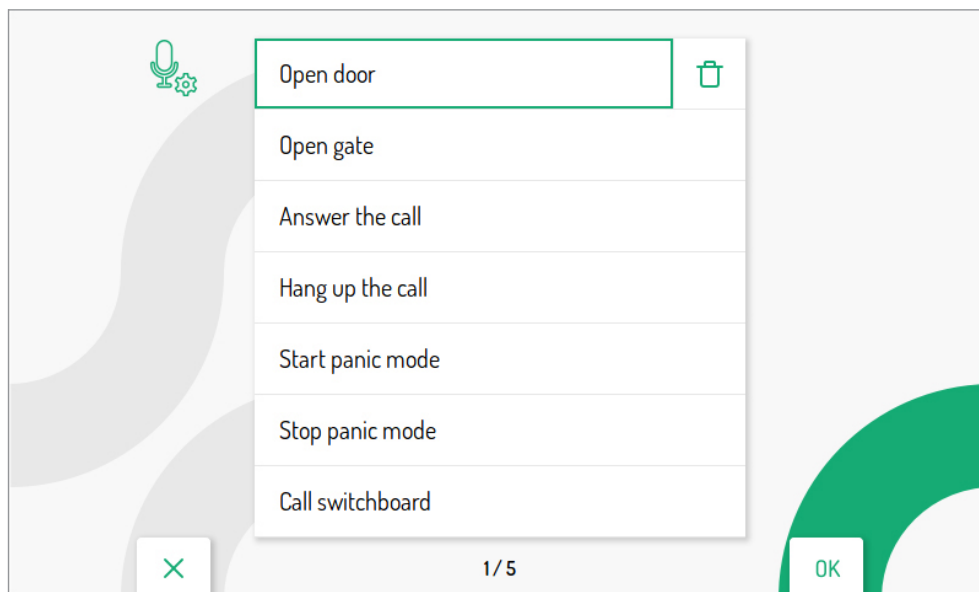 Open door
Open gate
Answer the call
Hang up the call
Start panic mode
Stop panic mode
Call switchboard
1/5
OK